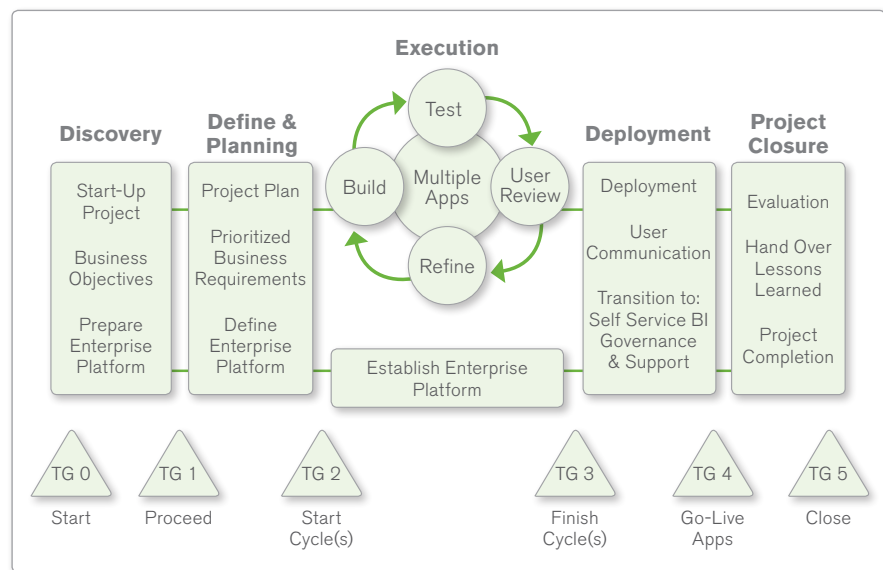 Execution
Discovery
Define &
Planning
Deployment
Project
Closure
Start-Up
Project
Business
Objectives
Prepare
Enterprise
Platform
Project Plan
Prioritized
Business
Requirements
Define
Enterprise
Platform
Test
Build
Multiple
Apps
User
Review
Refine
Establish Enterprise
Platform
Deployment
User
Communication
Transition to:
Self Service BI
Governance
& Support
Evaluation
Hand Over
Lessons
Learned
Project
Completion
TG 0
Start
TG 1
Proceed
TG 2
Start
Cycle(s)
TG 3
Finish
Cycle(s)
TG 4
Go-Live
Apps
TG 5
Close